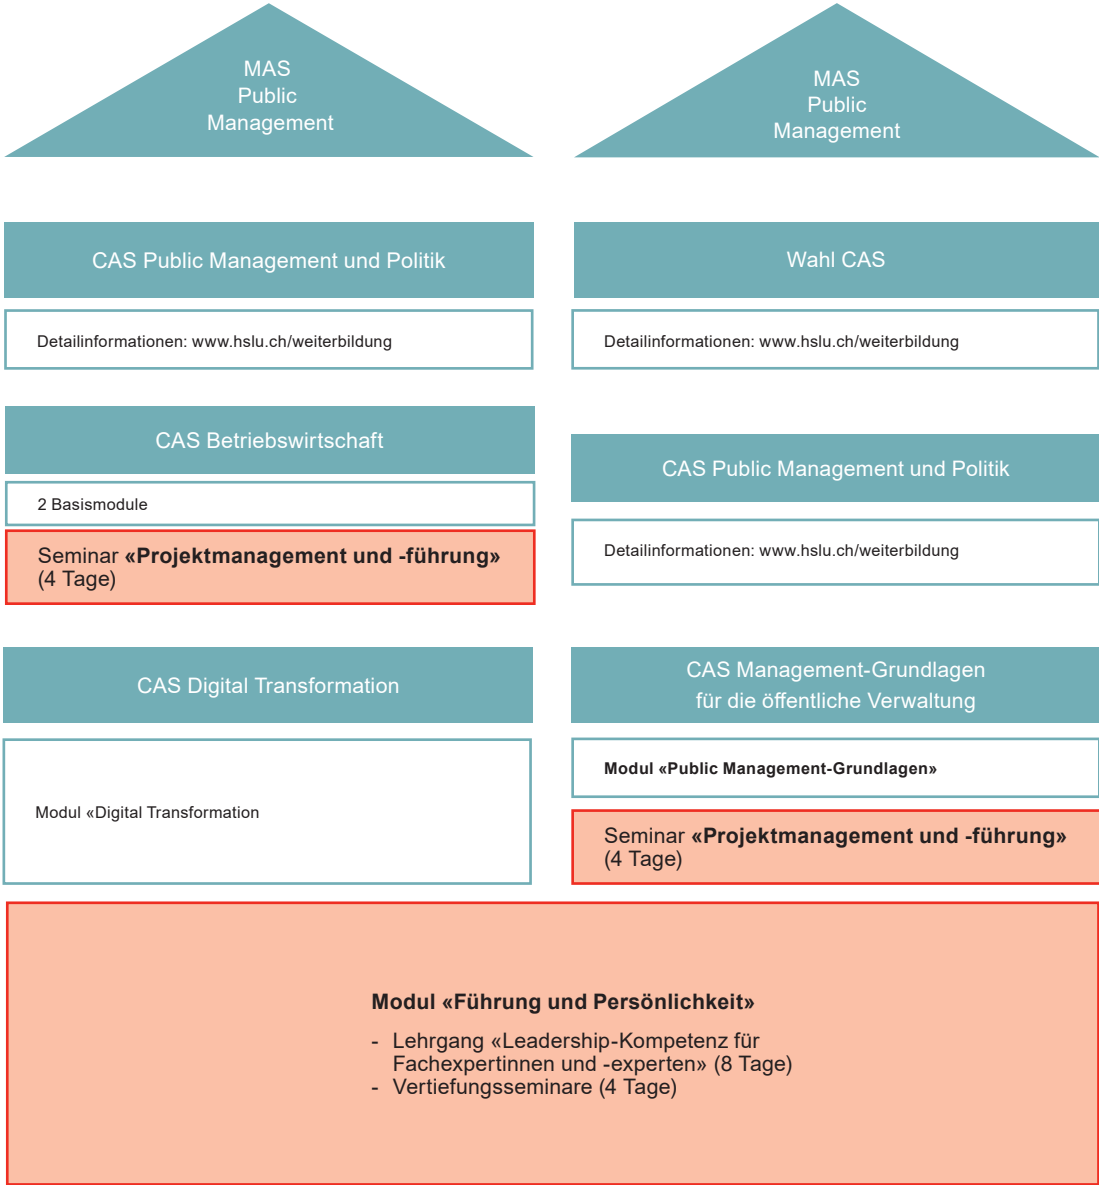 MAS
Public
Management
MAS
Public
Management
CAS Public Management und Politik
Detailinformationen: www.hslu.ch/weiterbildung
CAS Betriebswirtschaft
2 Basismodule
Seminar «Projektmanagement und -führung»
(4 Tage)
CAS Digital Transformation
Modul «Digital Transformation
Wahl CAS
Detailinformationen: www.hslu.ch/weiterbildung
CAS Public Management und Politik
Detailinformationen: www.hslu.ch/weiterbildung
CAS Management-Grundlagen
für die öffentliche Verwaltung
Modul «Public Management-Grundlagen»
Seminar «Projektmanagement und -führung»
(4 Tage)
Modul «Führung und Persönlichkeit»
- Lehrgang «Leadership-Kompetenz für
Fachexpertinnen und -experten» (8 Tage)
- Vertiefungsseminare (4 Tage)